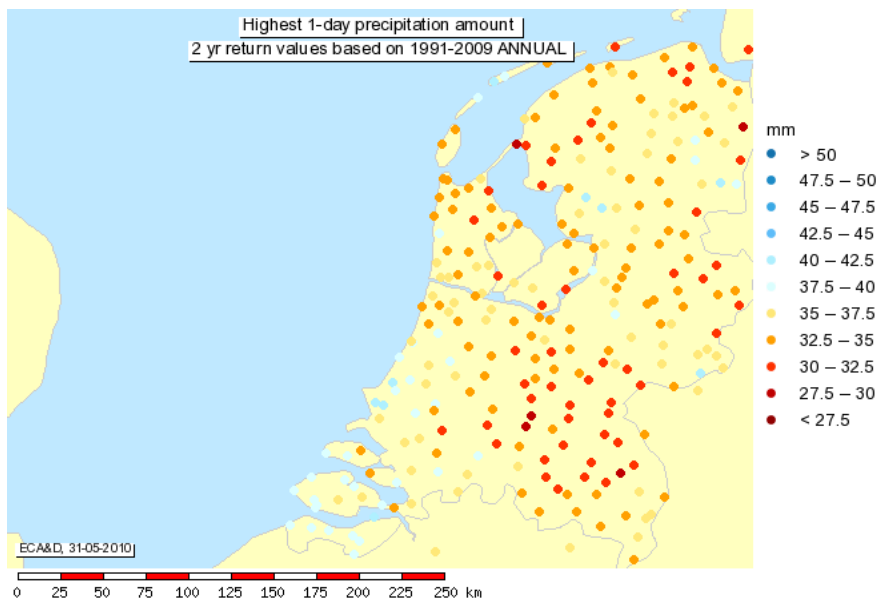 Highest 1-day precipitation amount
2 yr return values based on 1991-2009 ANNUAL
mm
> 50
47.5 – 50
45 – 47.5
42.5 – 45
40 – 42.5
37.5 – 40
35 – 37.5
32.5 – 35
30 – 32.5
27.5 – 30
< 27.5
ECA&D, 31-05-2010
0 25 50 75 100 125 150 175 200 225 250 km